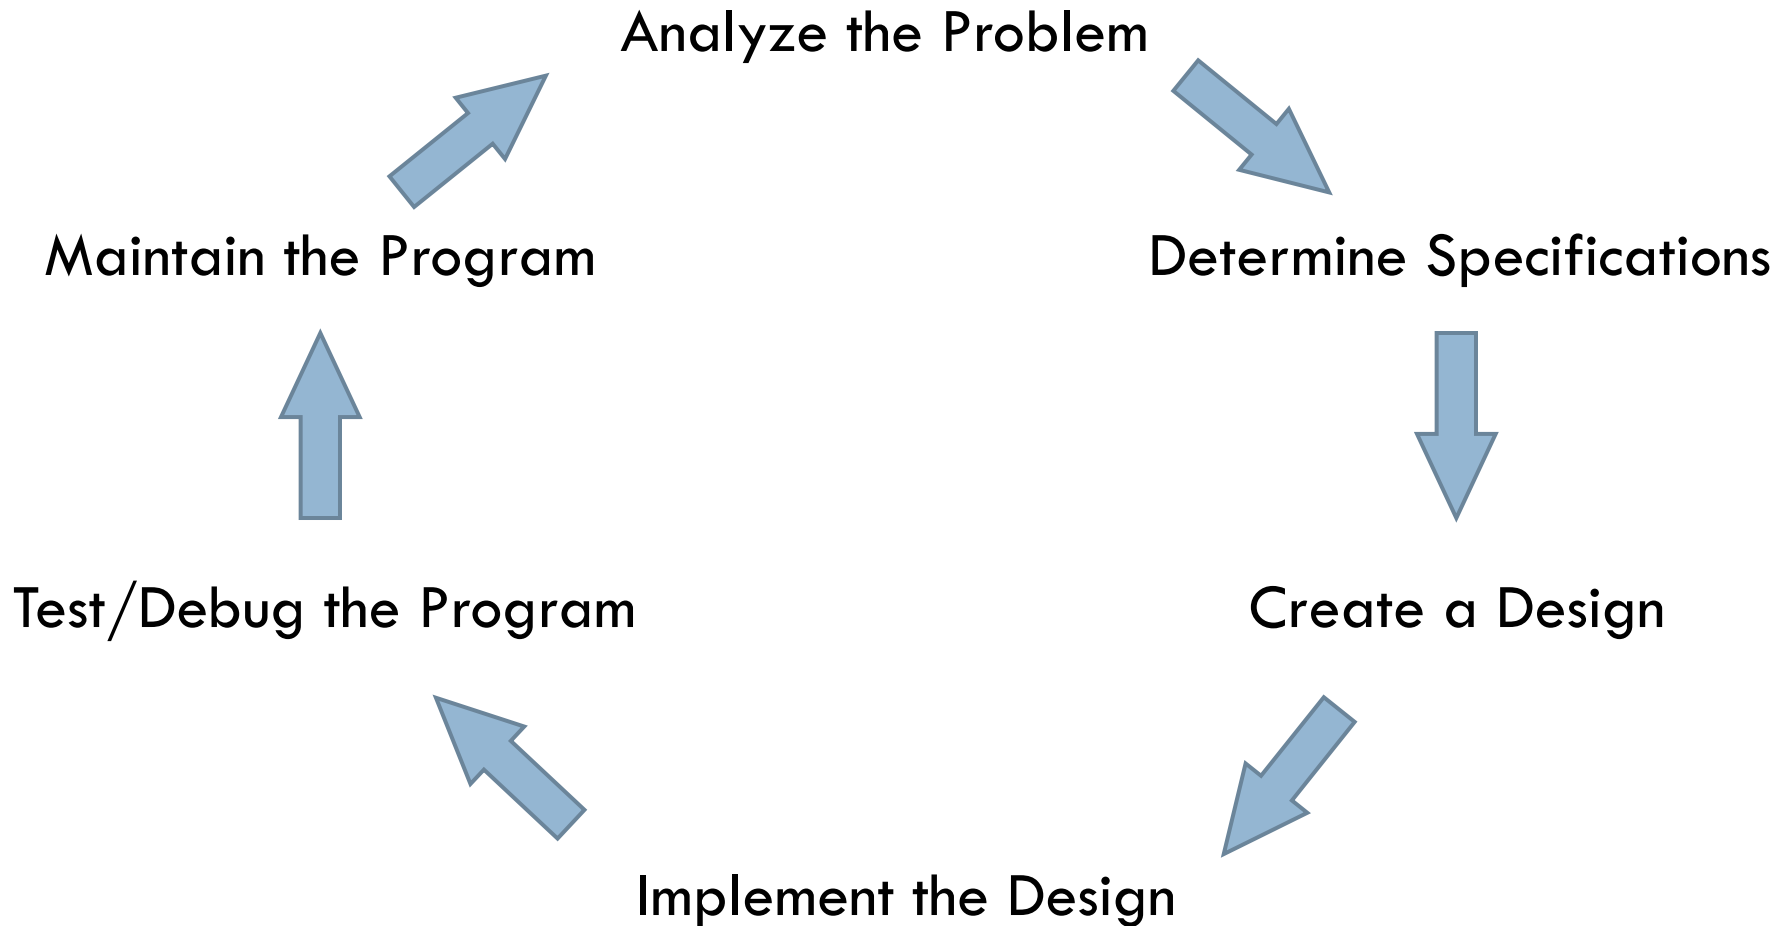 Analyze the Problem
Determine Specifications
Create a Design
Implement the Design
Test/Debug the Program
Maintain the Program